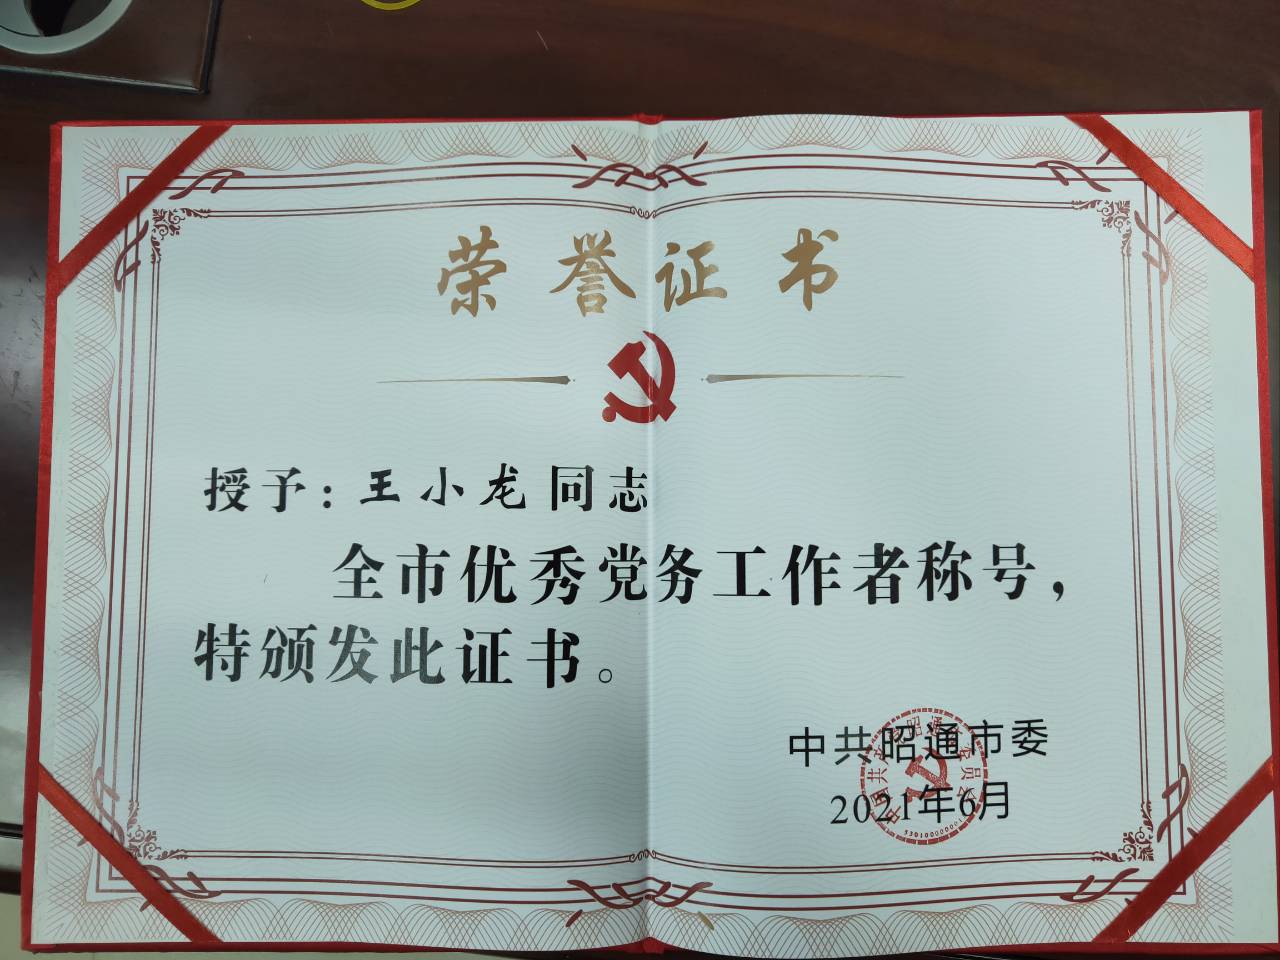 荣誉证书
授予：王小龙同志
全市优秀党务工作者称号，
特颁发此证书。
中共昭通市委
2021年6月